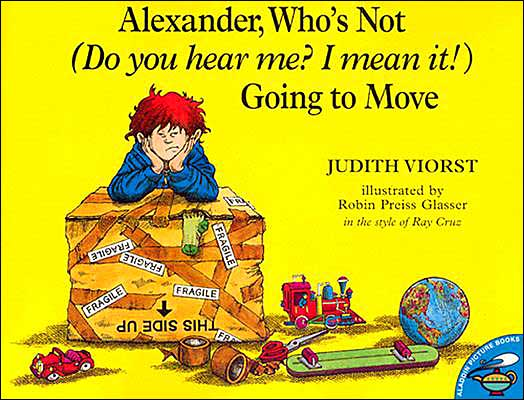 Alexander, Who's Not
(Do you hear me? I mean it!)
Going to Move
JUDITH VIORST
illustrated by
Robin Preiss Glasser
in the style of Ray Cruz
FRAGILE
FRAGILE
FRAGILE
FRAGILE
FRAGILE
FRAGILE
THIS SIDE UP
ALADDIN PICTURE BOOKS